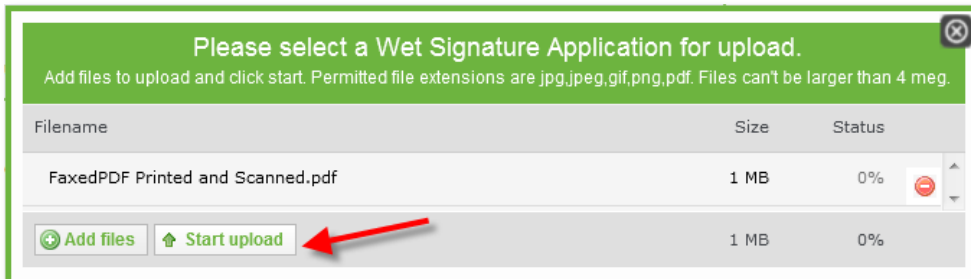 Please select a Wet Signature Application for upload.
Add files to upload and click start. Permitted file extensions are jpg,jpeg,gif,png,pdf. Files can't be larger than 4 meg.
Filename Size Status
FaxedPDF Printed and Scanned.pdf 1 MB 0%
Add files Start upload 1 MB 0%